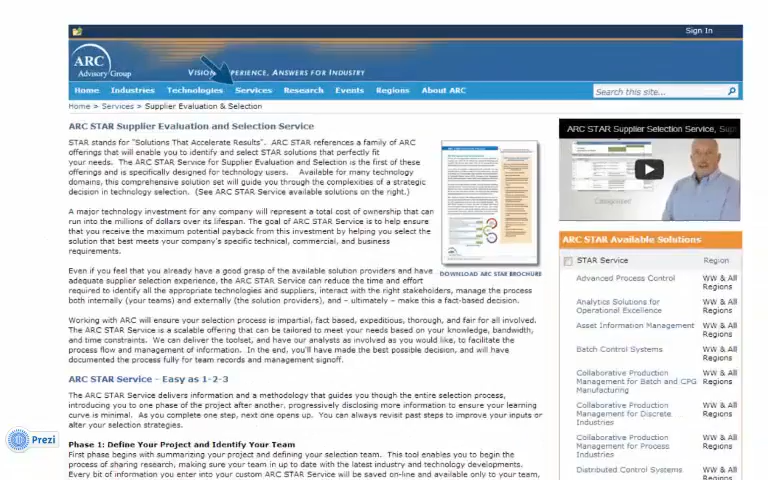 Sign In
ARC
Advisory Group
VISION, EXPERIENCE, ANSWERS FOR INDUSTRY
Home Industries Technologies Services Research Events Regions About ARC
Search this site...
Home > Services > Supplier Evaluation & Selection
ARC STAR Supplier Evaluation and Selection Service
STAR stands for "Solutions That Accelerate Results". ARC STAR references a family of ARC
offerings that will enable you to identify and select STAR solutions that perfectly fit
your needs. The ARC STAR Service for Supplier Evaluation and Selection is the first of these
offerings and is specifically designed for technology users. Available for many technology
domains, this comprehensive solution set will guide you through the complexities of a strategic
decision in technology selection. (See ARC STAR Service available solutions on the right.)
A major technology investment for any company will represent a total cost of ownership that can
run into the millions of dollars over its lifespan. The goal of ARC STAR Service is to help ensure
that you receive the maximum potential payback from this investment by helping you select the
solution that best meets your company's specific technical, commercial, and business
requirements.
DOWNLOAD ARC STAR BROCHURE
Even if you feel that you already have a good grasp of the available solution providers and have
adequate supplier selection experience, the ARC STAR Service can reduce the time and effort
required to identify all the appropriate technologies and suppliers, interact with the right stakeholders, manage the process
both internally (your teams) and externally (the solution providers), and – ultimately – make this a fact-based decision.
Working with ARC will ensure your selection process is impartial, fact based, expeditious, thorough, and fair for all involved.
The ARC STAR Service is a scalable offering that can be tailored to meet your needs based on your knowledge, bandwidth,
and time constraints. We can deliver the toolset, and have our analysts as involved as you would like, to facilitate the
process flow and management of information. In the end, you'll have made the best possible decision, and will have
documented the process fully for team records and management signoff.
ARC STAR Service – Easy as 1-2-3
The ARC STAR Service delivers information and a methodology that guides you though the entire selection process,
introducing you to one phase of the project after another, progressively disclosing more information to ensure your learning
curve is minimal. As you complete one step, next one opens up. You can always revisit past steps to improve your inputs or
alter your selection strategies.
Phase 1: Define Your Project and Identify Your Team
First phase begins with summarizing your project and defining your selection team. This tool enables you to begin the
process of sharing research, making sure your team in up to date with the latest industry and technology developments.
Every bit of information you enter into your custom ARC STAR Service will be saved on-line and available only to your team,
ARC STAR Supplier Selection Service, Sup
Categories
ARC STAR Available Solutions
STAR Service Region
Advanced Process Control WW & All Regions
Analytics Solutions for Operational Excellence WW & All Regions
Asset Information Management WW & All Regions
Batch Control Systems WW & All Regions
Collaborative Production Management for Batch and CPG Manufacturing WW & All Regions
Collaborative Production Management for Discrete Industries WW & All Regions
Collaborative Production Management for Process Industries WW & All Regions
Distributed Control Systems WW & All
Prezi